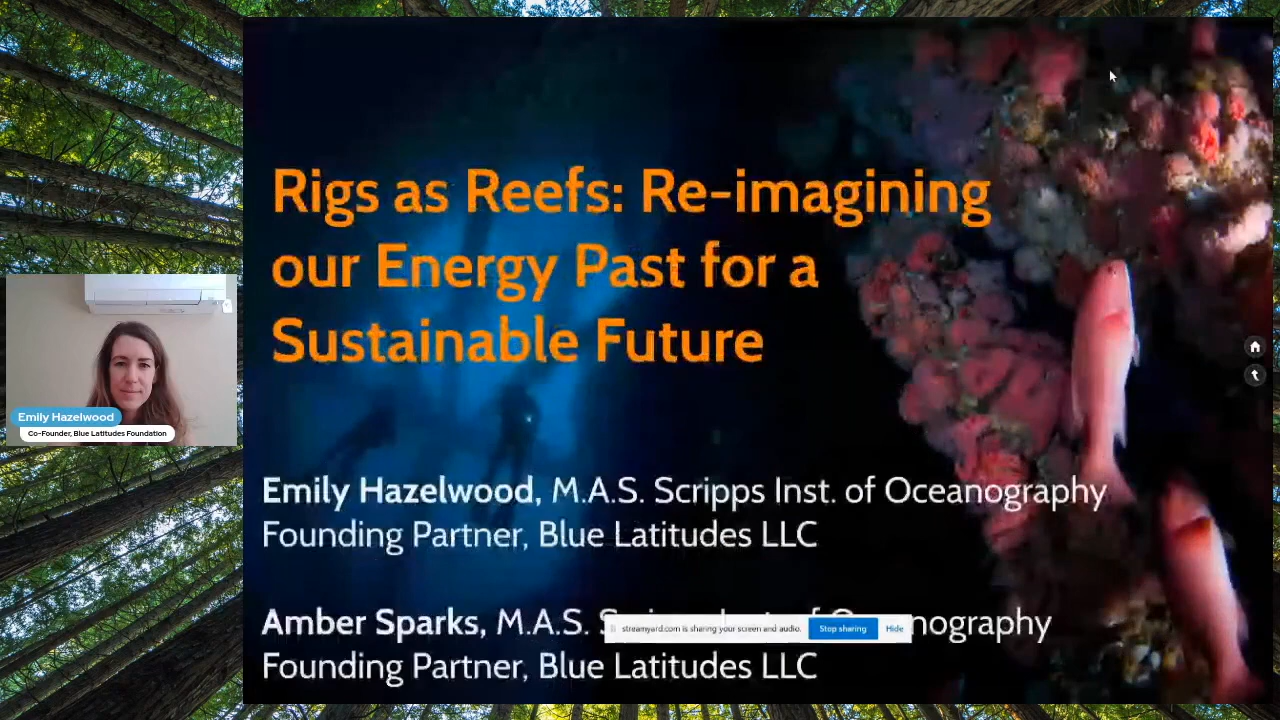 Rigs as Reefs: Re-imagining
our Energy Past for a
Sustainable Future
Emily Hazelwood
Co-Founder, Blue Latitudes Foundation
Emily Hazelwood, M.A.S. Scripps Inst. of Oceanography
Founding Partner, Blue Latitudes LLC
Amber Sparks, M.A.S.
streamyard.com is sharing your screen and audio. Stop sharing Hide
Founding Partner, Blue Latitudes LLC